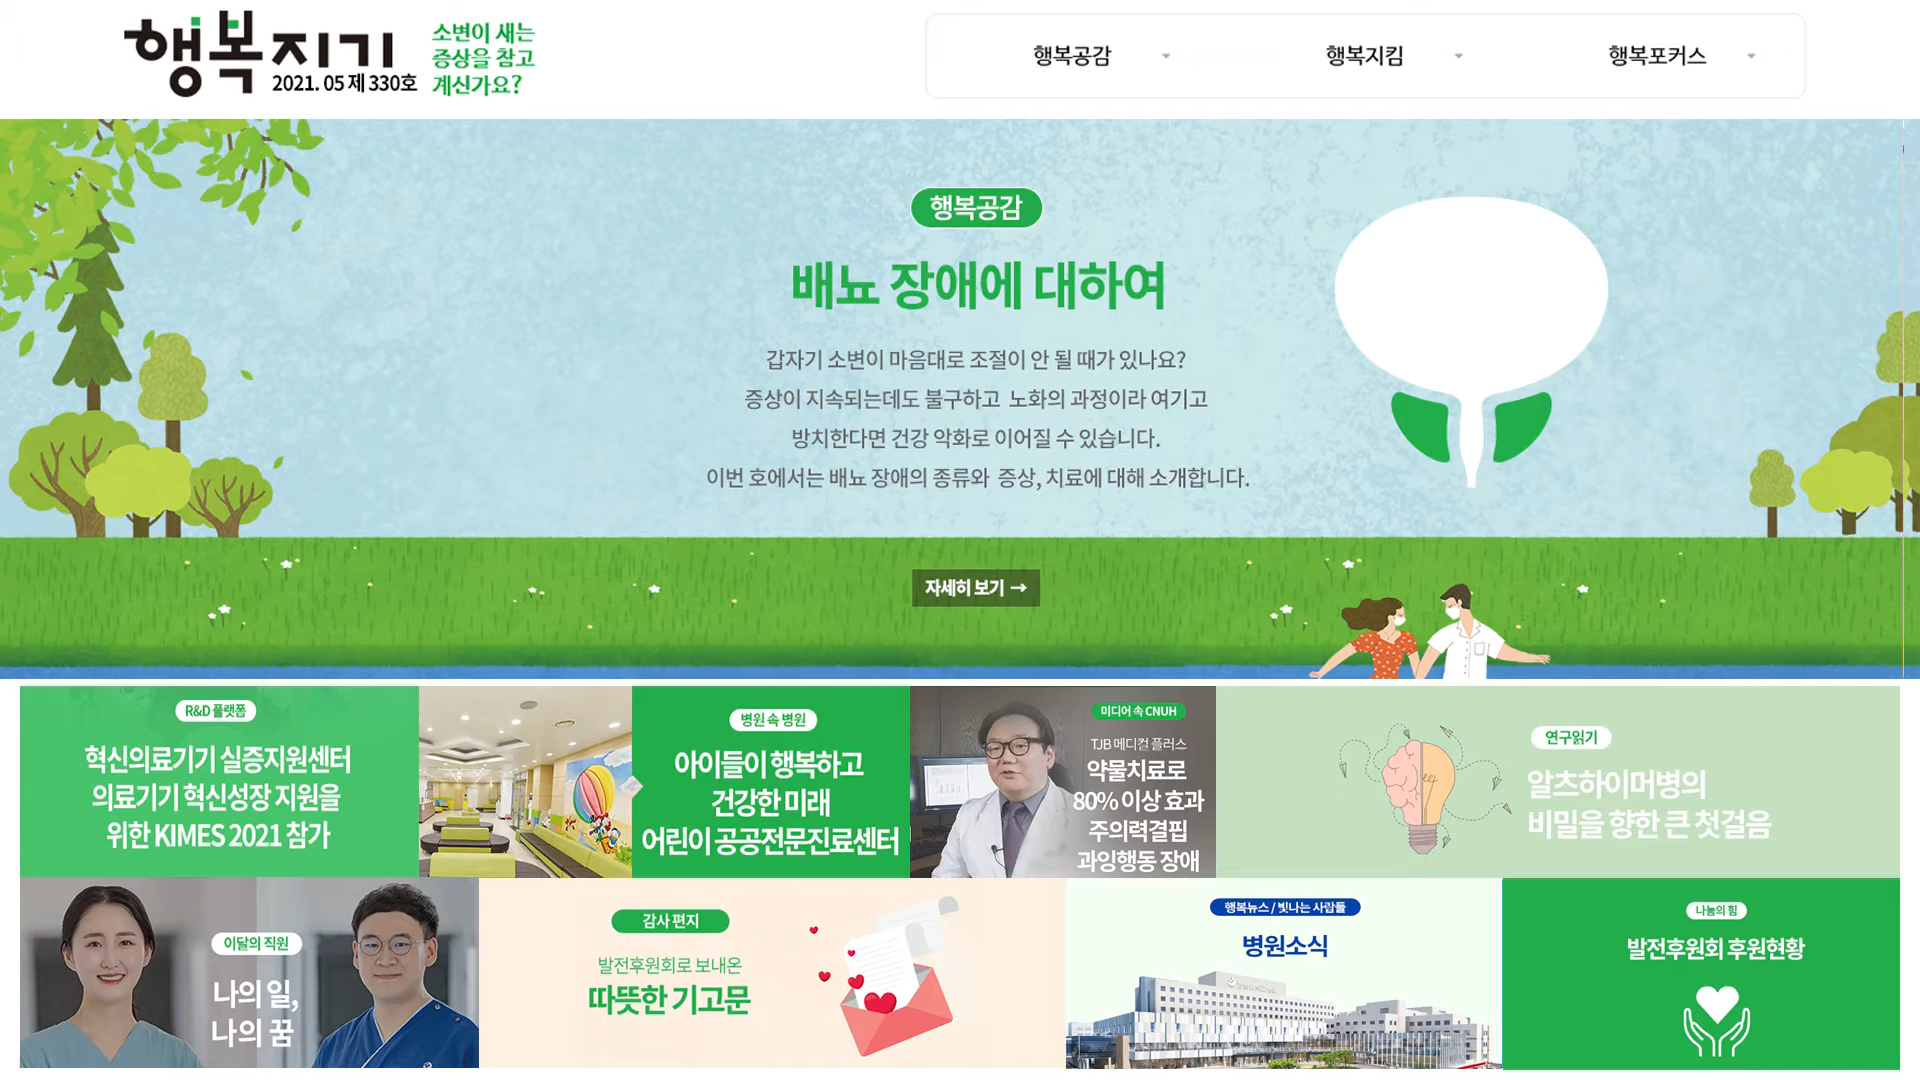 행복지기
2021. 05 제 330호
소변이 새는
증상을 참고
계신가요?
행복공감
행복지킴
행복포커스
행복공감
배뇨 장애에 대하여
갑자기 소변이 마음대로 조절이 안 될 때가 있나요?
증상이 지속되는데도 불구하고 노화의 과정이라 여기고
방치한다면 건강 악화로 이어질 수 있습니다.
이번 호에서는 배뇨 장애의 종류와 증상, 치료에 대해 소개합니다.
자세히 보기 →
R&D 플랫폼
혁신의료기기 실증지원센터
의료기기 혁신성장 지원을
위한 KIMES 2021 참가
병원 속 병원
아이들이 행복하고
건강한 미래
어린이 공공전문진료센터
미디어 속 CNUH
TJB 메디컬 플러스
약물치료로
80% 이상 효과
주의력결핍
과잉행동 장애
연구읽기
알츠하이머병의
비밀을 향한 큰 첫걸음
이달의 직원
나의 일,
나의 꿈
감사 편지
발전후원회로 보내온
따뜻한 기고문
행복뉴스 / 빛나는 사람들
병원소식
나눔의 힘
발전후원회 후원현황